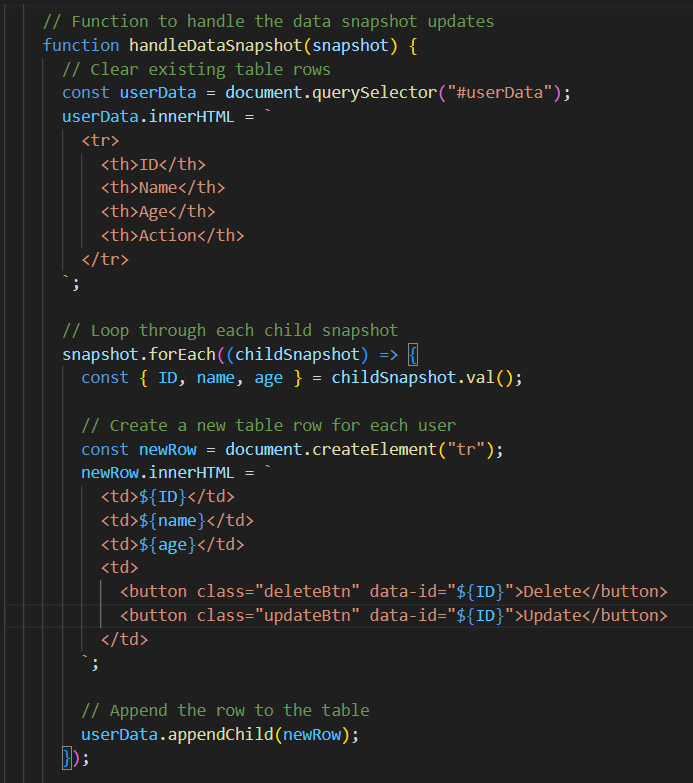 // Function to handle the data snapshot updates
function handleDataSnapshot(snapshot) {
// Clear existing table rows
const userData = document.querySelector("#userData");
userData.innerHTML = `
<tr>
<th>ID</th>
<th>Name</th>
<th>Age</th>
<th>Action</th>
</tr>
`;
// Loop through each child snapshot
snapshot.forEach((childSnapshot) => {
const { ID, name, age } = childSnapshot.val();
// Create a new table row for each user
const newRow = document.createElement("tr");
newRow.innerHTML = `
<td>${ID}</td>
<td>${name}</td>
<td>${age}</td>
<td>
<button class="deleteBtn" data-id="${ID}">Delete</button>
<button class="updateBtn" data-id="${ID}">Update</button>
</td>
`;
// Append the row to the table
userData.appendChild(newRow);
});